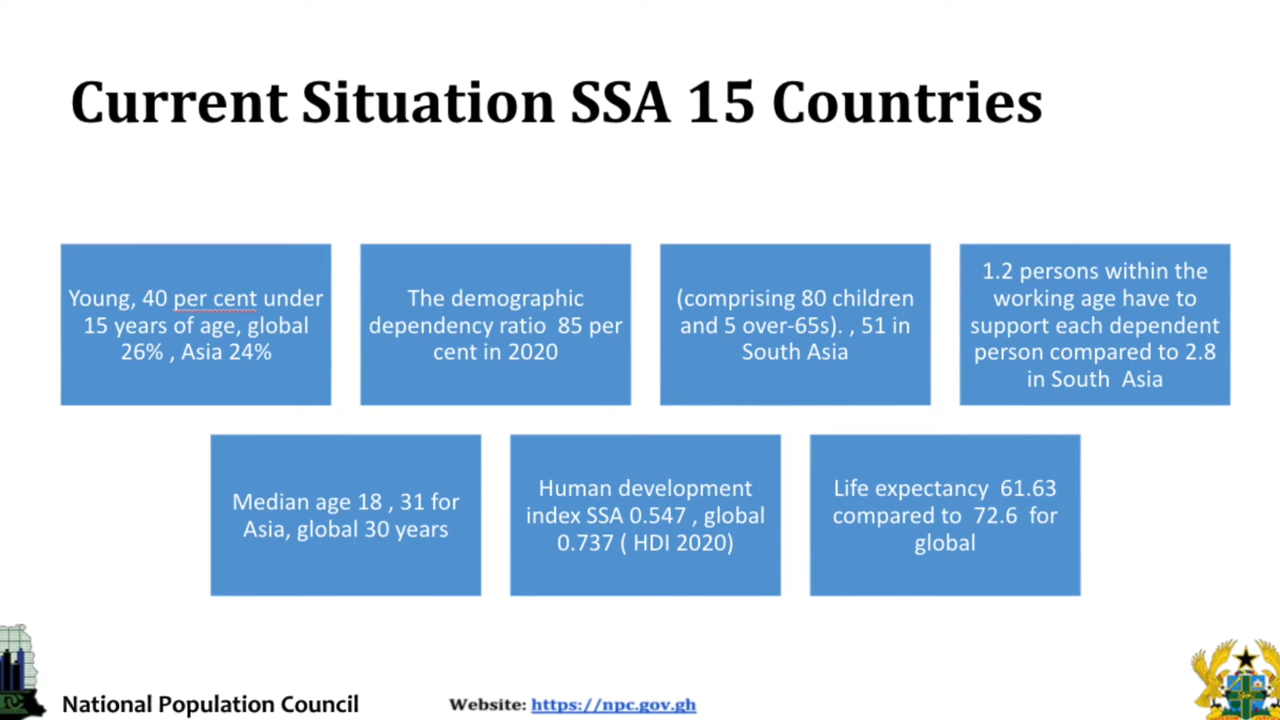 Current Situation SSA 15 Countries
Young, 40 per cent under
15 years of age, global
26% , Asia 24%
The demographic
dependency ratio 85 per
cent in 2020
(comprising 80 children
and 5 over-65s). , 51 in
South Asia
1.2 persons within the
working age have to
support each dependent
person compared to 2.8
in South Asia
Median age 18 , 31 for
Asia, global 30 years
Human development
index SSA 0.547 , global
0.737 ( HDI 2020)
Life expectancy 61.63
compared to 72.6 for
global
National Population Council
Website: https://npc.gov.gh